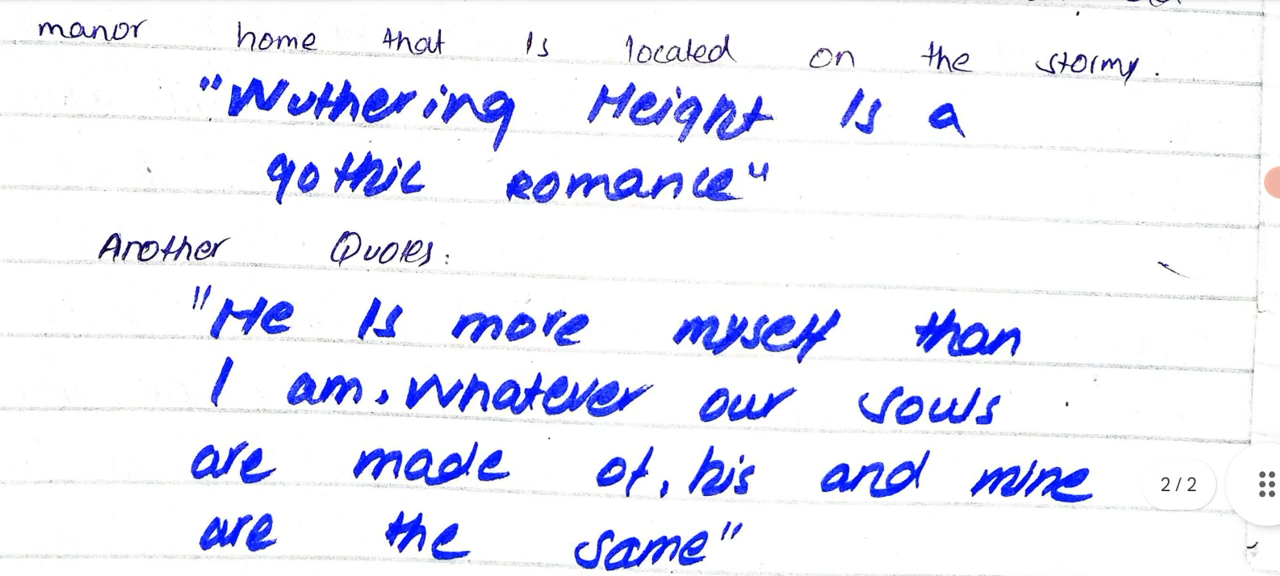 manor home that is located on the stormy.
"Wuthering Height Is a
gothic Romance"
Another Quotes:
"He Is more myself than
I am. Whatever our souls
are made of, his and mine
2/2
are the same"